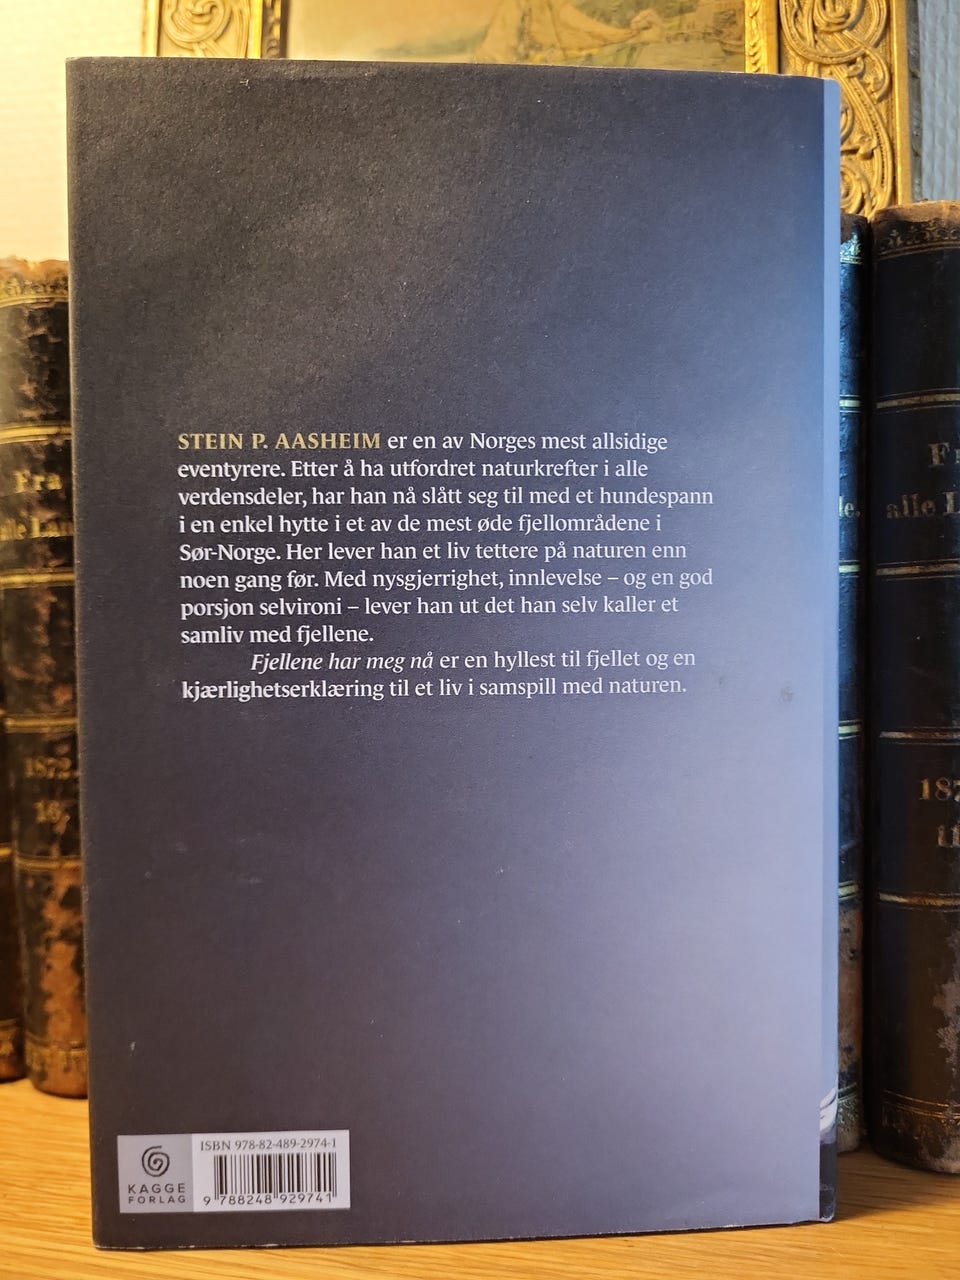 STEIN P. AASHEIM er en av Norges mest allsidige
eventyrere. Etter å ha utfordret naturkrefter i alle
verdensdeler, har han nå slått seg til med et hundespann
i en enkel hytte i et av de mest øde fjellområdene i
Sør-Norge. Her lever han et liv tettere på naturen enn
noen gang før. Med nysgjerrighet, innlevelse – og en god
porsjon selvironi – lever han ut det han selv kaller et
samliv med fjellene.
Fjellene har meg nå er en hyllest til fjellet og en
kjærlighetserklæring til et liv i samspill med naturen.
KAGGE
FORLAG
ISBN 978-82-489-2974-1
9 788248 929741
Fra
alle
1872
alle